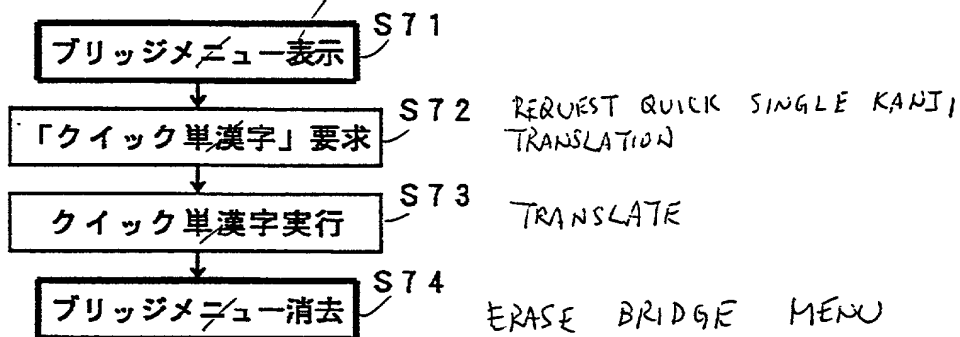 S71
ブリッジメニュー表示
S72
「クイック単漢字」要求
REQUEST QUICK SINGLE KANJI
TRANSLATION
S73
クイック単漢字実行
TRANSLATE
S74
ブリッジメニュー消去
ERASE BRIDGE MENU